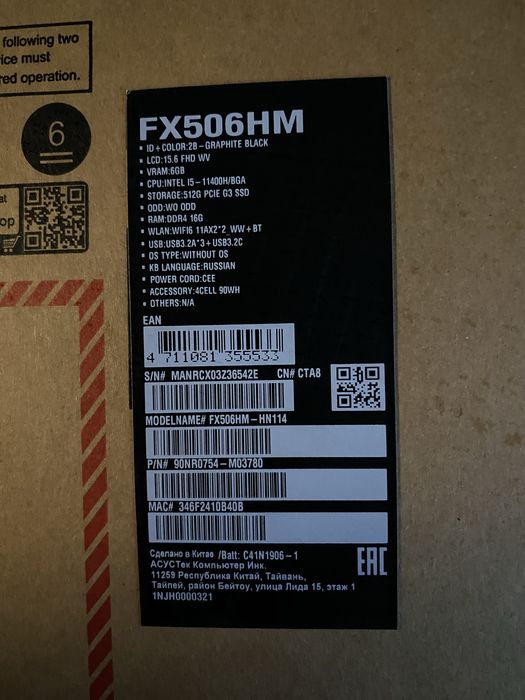 following two
ice must
red operation.
6
at
op
FX506HM
▪ ID+COLOR:2B-GRAPHITE BLACK
▪ LCD:15.6 FHD WV
▪ VRAM:6GB
▪ CPU:INTEL I5-11400H/BGA
▪ STORAGE:512G PCIE G3 SSD
▪ ODD:WO ODD
▪ RAM:DDR4 16G
▪ WLAN:WIFI6 11AX2*2_WW+BT
▪ USB:USB3.2A*3+USB3.2C
▪ OS TYPE:WITHOUT OS
▪ KB LANGUAGE:RUSSIAN
▪ POWER CORD:CEE
▪ ACCESSORY:4CELL 90WH
▪ OTHERS:N/A
EAN
4 711081 355533
S/N# MANRCX03Z36542E CN# CTA8
MODELNAME# FX506HM-HN114
P/N# 90NR0754-M03780
MAC# 346F2410B40B
Сделано в Китае /Batt: C41N1906-1
АСУСТек Компьютер Инк.
11259 Республика Китай, Тайвань,
Тайпей, район Бейтоу, улица Лида 15, этаж 1
1NJH0000321
EAC